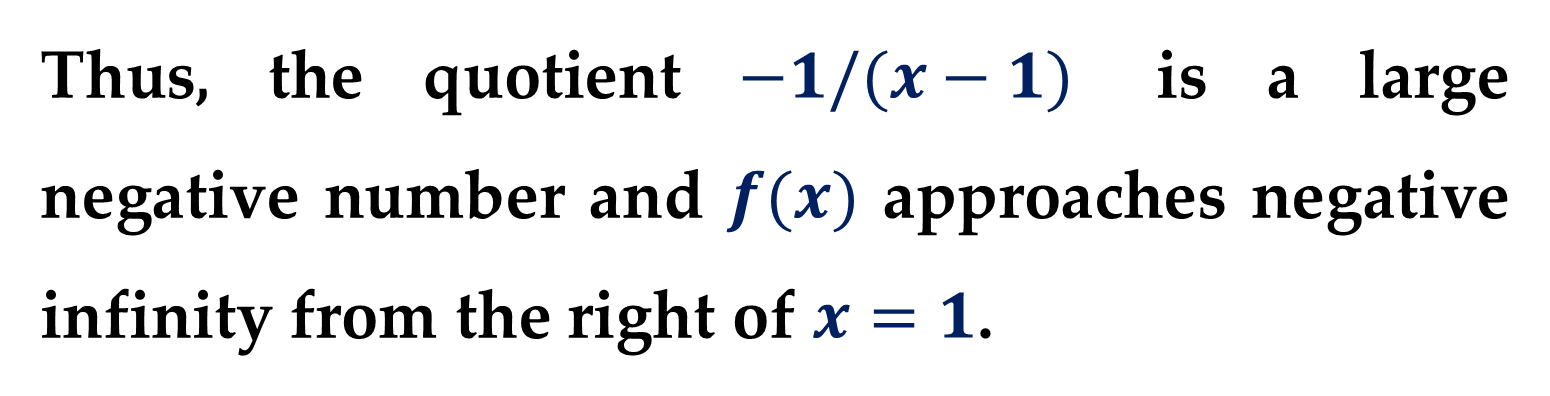 Thus, the quotient −1/(x − 1) is a large
negative number and f(x) approaches negative
infinity from the right of x = 1.